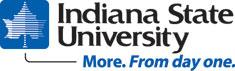 Indiana State
University
More. From day one.